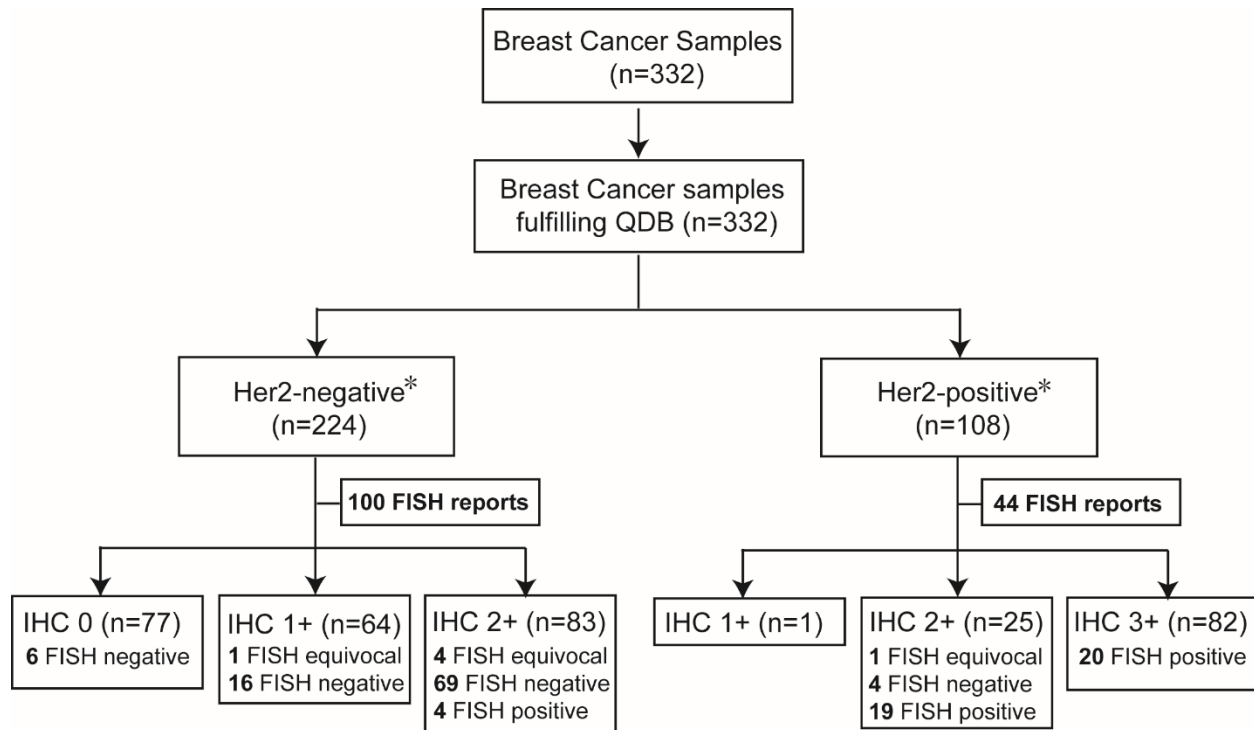 Breast Cancer Samples
(n=332)
Breast Cancer samples
fulfilling QDB (n=332)
Her2-negative*
(n=224)
Her2-positive*
(n=108)
100 FISH reports
44 FISH reports
IHC 0 (n=77)
6 FISH negative
IHC 1+ (n=64)
1 FISH equivocal
16 FISH negative
IHC 2+ (n=83)
4 FISH equivocal
69 FISH negative
4 FISH positive
IHC 1+ (n=1)
IHC 2+ (n=25)
1 FISH equivocal
4 FISH negative
19 FISH positive
IHC 3+ (n=82)
20 FISH positive